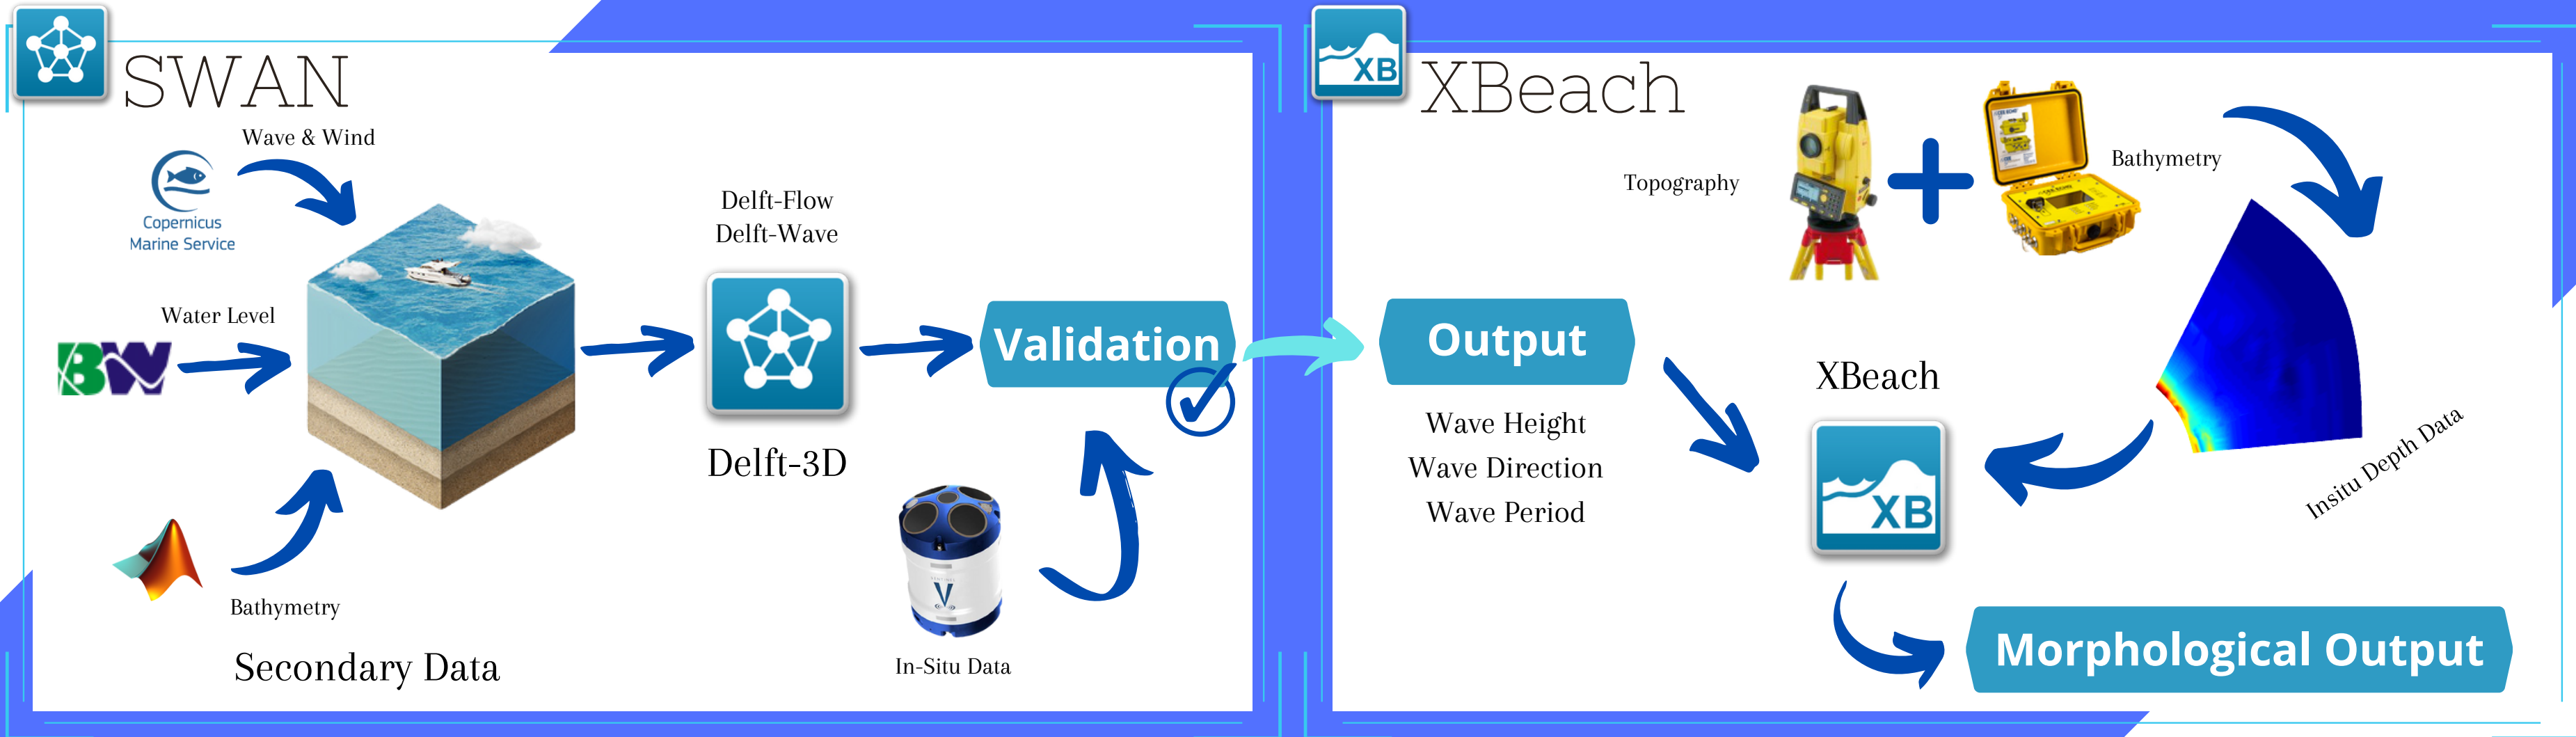 SWAN
Wave & Wind
Copernicus
Marine Service
Water Level
BW
Bathymetry
Secondary Data
Delft-Flow
Delft-Wave
Delft-3D
Validation
V
In-Situ Data
XB
XBeach
Topography
Bathymetry
Output
Wave Height
Wave Direction
Wave Period
XBeach
XB
Insitu Depth Data
Morphological Output